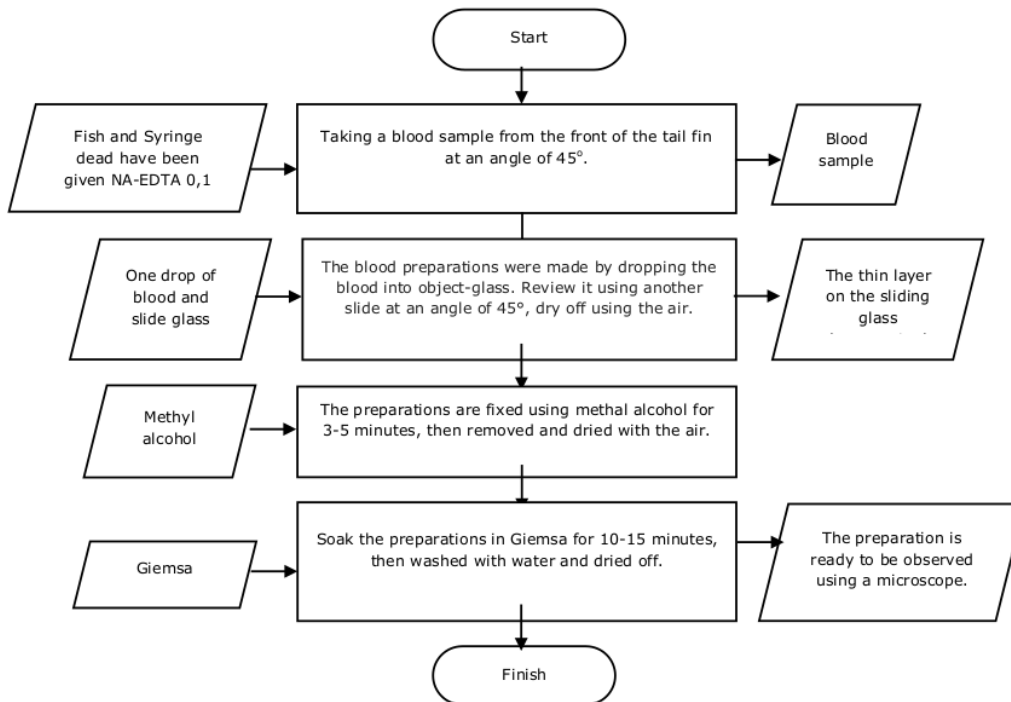 Start
Fish and Syringe
dead have been
given NA-EDTA 0,1
Taking a blood sample from the front of the tail fin
at an angle of 45°.
Blood
sample
One drop of
blood and
slide glass
The blood preparations were made by dropping the
blood into object-glass. Review it using another
slide at an angle of 45°, dry off using the air.
The thin layer
on the sliding
glass
Methyl
alcohol
The preparations are fixed using methal alcohol for
3-5 minutes, then removed and dried with the air.
Giemsa
Soak the preparations in Giemsa for 10-15 minutes,
then washed with water and dried off.
The preparation is
ready to be observed
using a microscope.
Finish